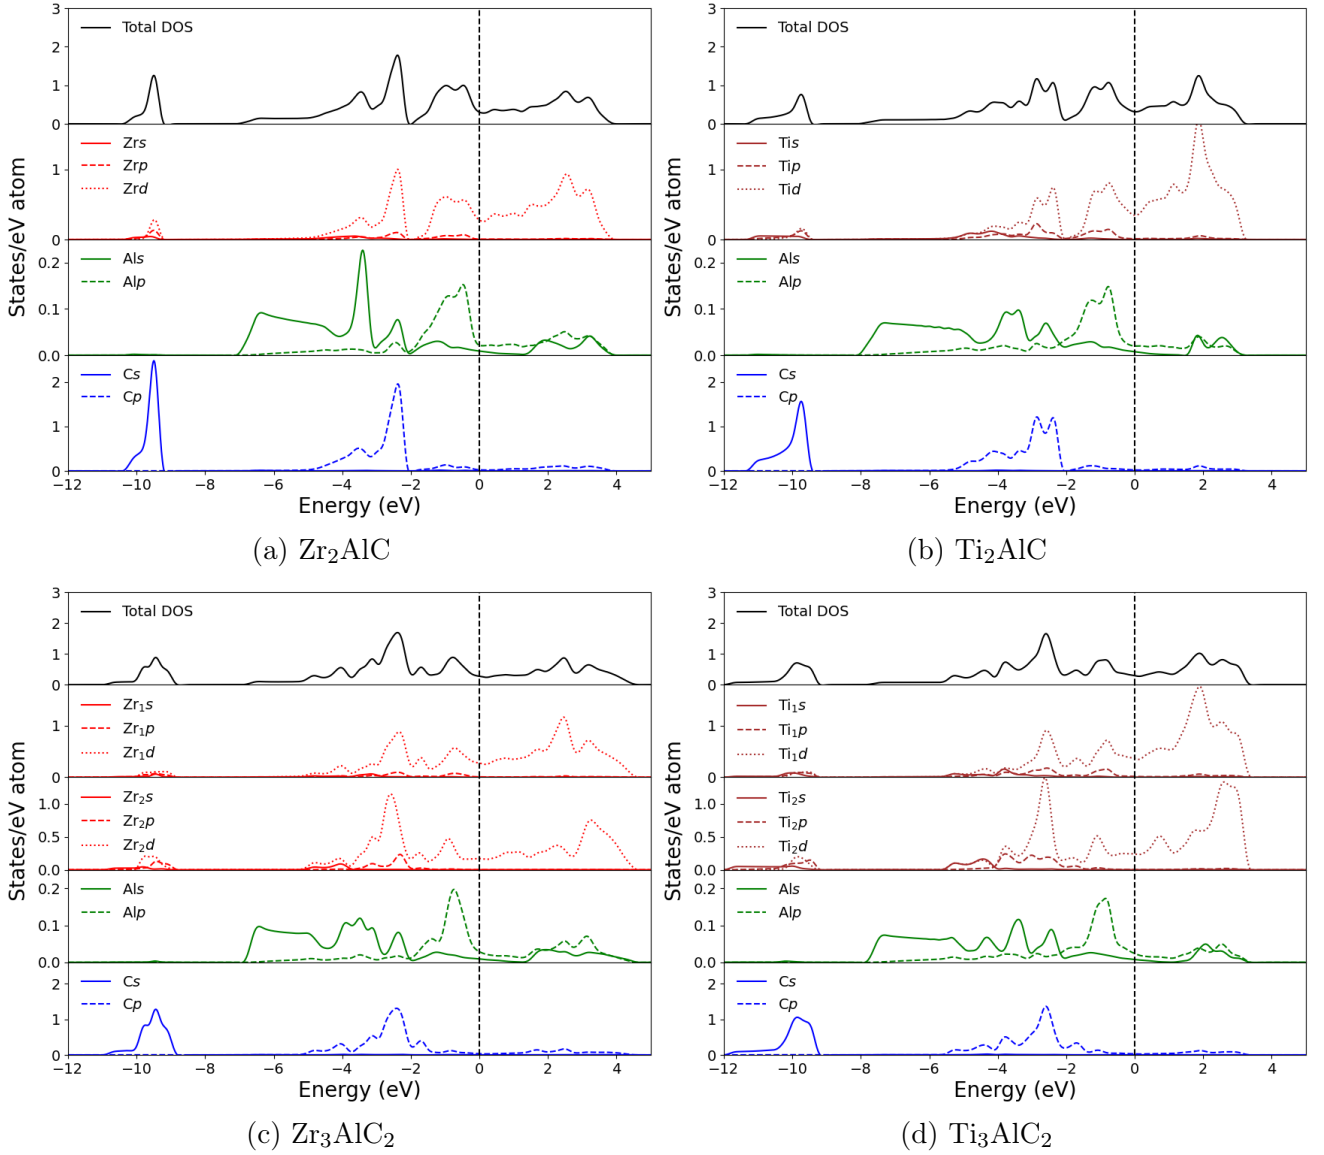 3
2
1
0
Total DOS
1
0
Zrs
Zrp
Zrd
0.2
0.1
0.0
Als
Alp
2
1
0
Cs
Cp
−12 −10 −8 −6 −4 −2 0 2 4
States/eV atom
Energy (eV)
(a) Zr₂AlC
3
2
1
0
Total DOS
1
0
Tis
Tip
Tid
0.2
0.1
0.0
Als
Alp
2
1
0
Cs
Cp
−12 −10 −8 −6 −4 −2 0 2 4
States/eV atom
Energy (eV)
(b) Ti₂AlC
3
2
1
0
Total DOS
1
0
Zr₁s
Zr₁p
Zr₁d
1.0
0.5
0.0
Zr₂s
Zr₂p
Zr₂d
0.2
0.1
0.0
Als
Alp
2
1
0
Cs
Cp
−12 −10 −8 −6 −4 −2 0 2 4
States/eV atom
Energy (eV)
(c) Zr₃AlC₂
3
2
1
0
Total DOS
1
0
Ti₁s
Ti₁p
Ti₁d
1.0
0.5
0.0
Ti₂s
Ti₂p
Ti₂d
0.2
0.1
0.0
Als
Alp
2
1
0
Cs
Cp
−12 −10 −8 −6 −4 −2 0 2 4
States/eV atom
Energy (eV)
(d) Ti₃AlC₂